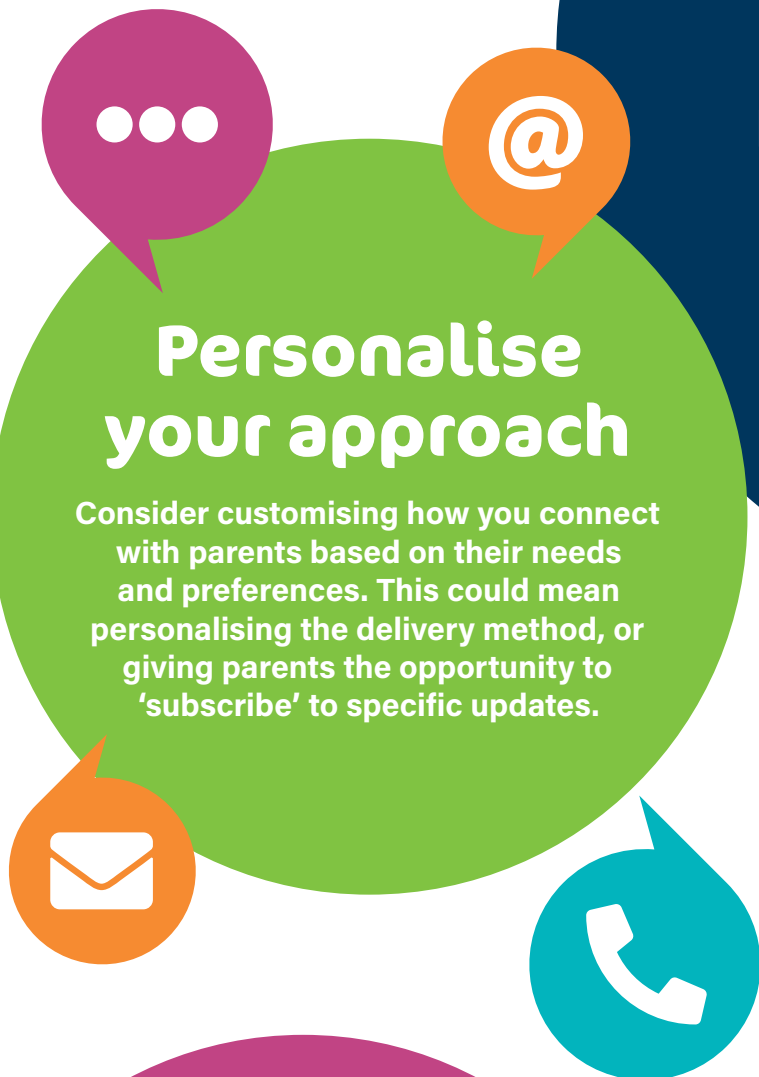 @
Personalise
your approach
Consider customising how you connect
with parents based on their needs
and preferences. This could mean
personalising the delivery method, or
giving parents the opportunity to
‘subscribe’ to specific updates.